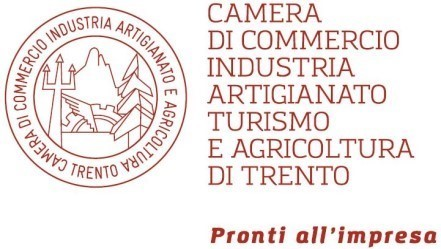 CAMERA DI COMMERCIO INDUSTRIA ARTIGIANATO E AGRICOLTURA
TRENTO
CAMERA
DI COMMERCIO
INDUSTRIA
ARTIGIANATO
TURISMO
E AGRICOLTURA
DI TRENTO
Pronti all'impresa